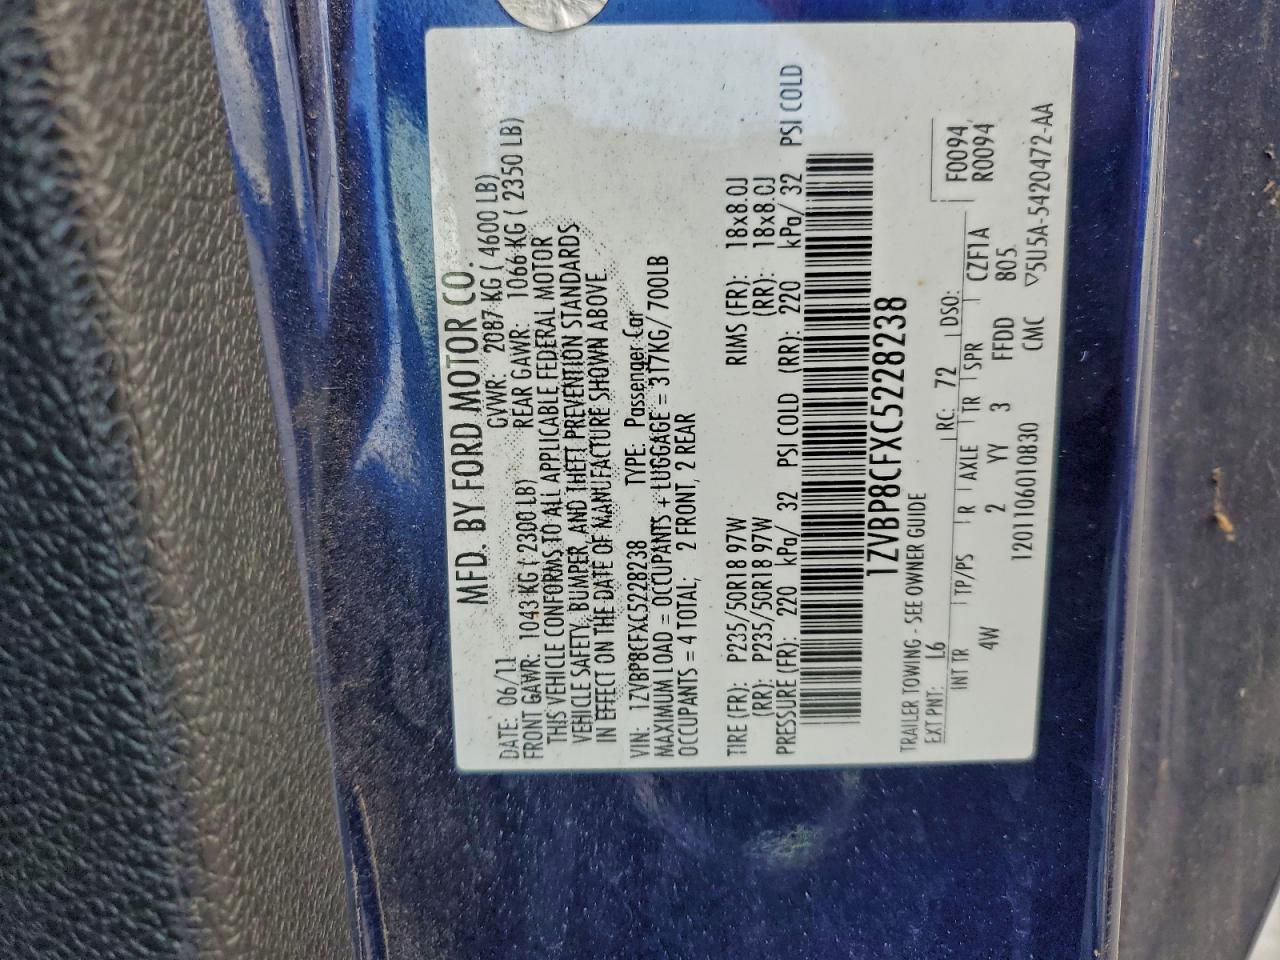 MFD. BY FORD MOTOR CO.
DATE: 06/11 GVWR: 2087 KG ( 4600 LB)
FRONT GAWR: 1043 KG ( 2300 LB) REAR GAWR: 1066 KG ( 2350 LB)
THIS VEHICLE CONFORMS TO ALL APPLICABLE FEDERAL MOTOR
VEHICLE SAFETY, BUMPER, AND THEFT PREVENTION STANDARDS
IN EFFECT ON THE DATE OF MANUFACTURE SHOWN ABOVE.
VIN: 1ZVBP8CFXC5228238 TYPE: Passenger Car
MAXIMUM LOAD = OCCUPANTS + LUGGAGE = 317KG/ 700LB
OCCUPANTS = 4 TOTAL; 2 FRONT, 2 REAR
TIRE (FR): P235/50R18 97W RIMS (FR): 18x8.0J
(RR): P235/50R18 97W (RR): 18x8.0J
PRESSURE (FR): 220 kPa/ 32 PSI COLD (RR): 220 kPa/ 32 PSI COLD
1ZVBP8CFXC5228238
TRAILER TOWING - SEE OWNER GUIDE
EXT PNT: L6 RC: 72 DSO: F0094
INT TR TP/PS R AXLE TR SPR CZF1A R0094
4W 2 YY 3 FFDD 805
1201106010830 CMC ▽5U5A-5420472-AA